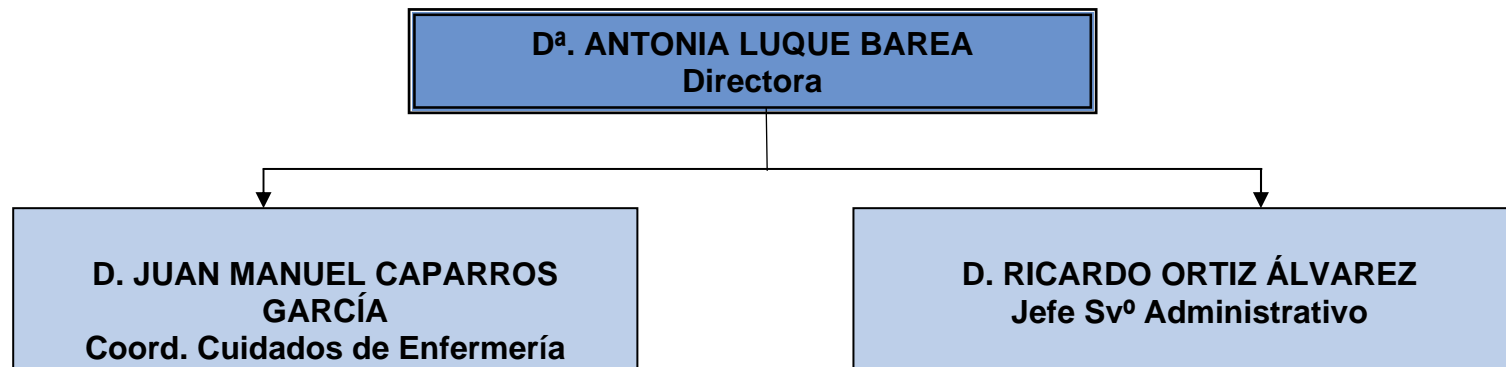 Dª. ANTONIA LUQUE BAREA
Directora
D. JUAN MANUEL CAPARROS
GARCÍA
Coord. Cuidados de Enfermería
D. RICARDO ORTIZ ÁLVAREZ
Jefe Svº Administrativo